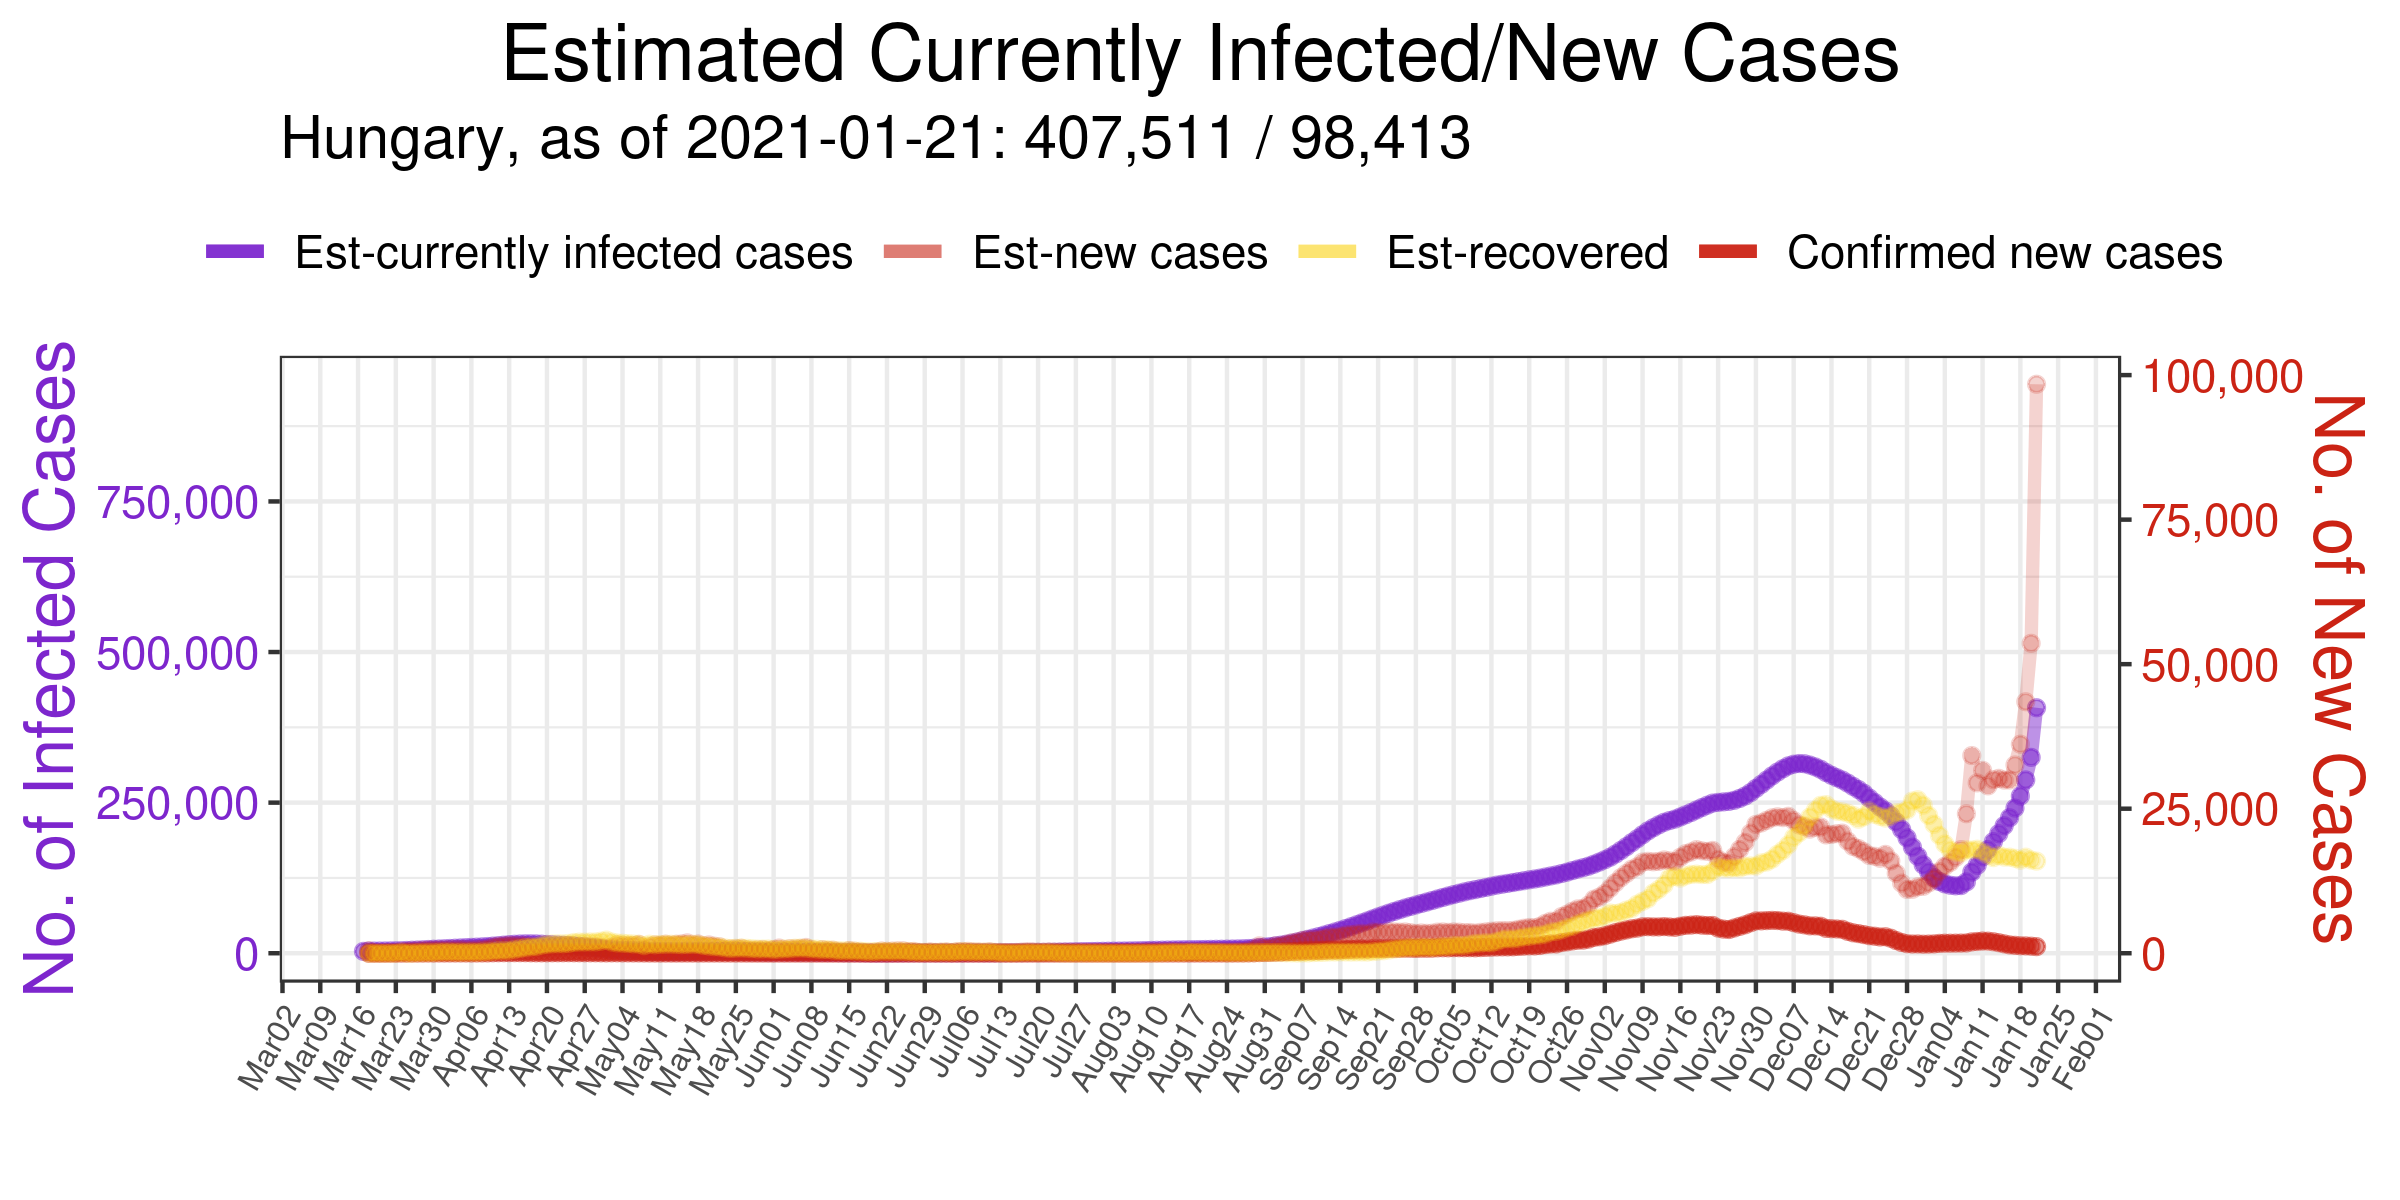 Estimated Currently Infected/New Cases
Hungary, as of 2021-01-21: 407,511 / 98,413
Est-currently infected cases Est-new cases Est-recovered Confirmed new cases
No. of Infected Cases
750,000
500,000
250,000
0
100,000
75,000
50,000
25,000
0
No. of New Cases
Mar02 Mar09 Mar16 Mar23 Mar30 Apr06 Apr13 Apr20 Apr27 May04 May11 May18 May25 Jun01 Jun08 Jun15 Jun22 Jun29 Jul06 Jul13 Jul20 Jul27 Aug03 Aug10 Aug17 Aug24 Aug31 Sep07 Sep14 Sep21 Sep28 Oct05 Oct12 Oct19 Oct26 Nov02 Nov09 Nov16 Nov23 Nov30 Dec07 Dec14 Dec21 Dec28 Jan04 Jan11 Jan18 Jan25 Feb01